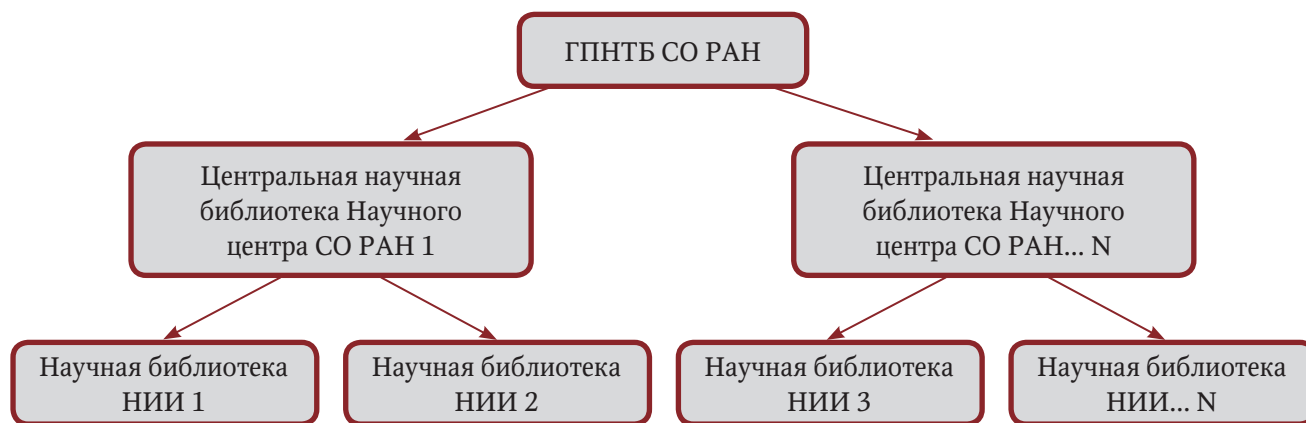 ГПНТБ СО РАН
Центральная научная
библиотека Научного
центра СО РАН 1
Центральная научная
библиотека Научного
центра СО РАН... N
Научная библиотека
НИИ 1
Научная библиотека
НИИ 2
Научная библиотека
НИИ 3
Научная библиотека
НИИ... N